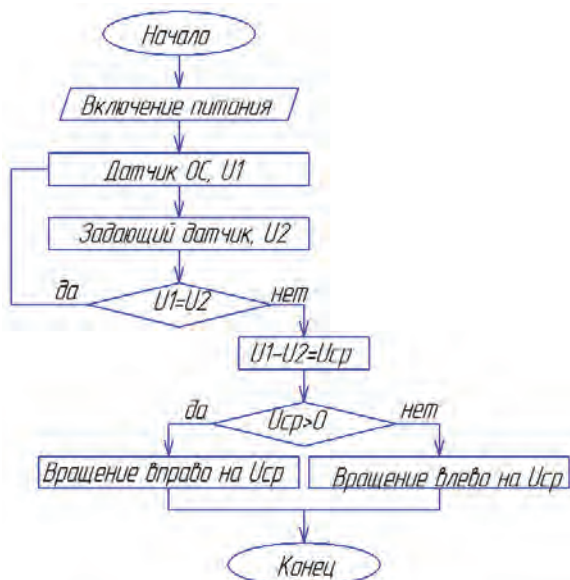 Начало
Включение питания
Датчик ОС, U1
Задающий датчик, U2
да
U1=U2
нет
U1-U2=Uср
да
Uср>0
нет
Вращение вправо на Uср
Вращение влево на Uср
Конец